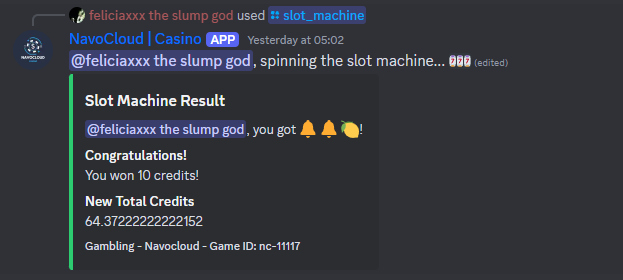 feliciaxxx the slump god used slot_machine
NavoCloud | Casino APP Yesterday at 05:02
@feliciaxxx the slump god, spinning the slot machine... 🎰🎰🎰 (edited)
Slot Machine Result
@feliciaxxx the slump god, you got 🔔🔔🍋!
Congratulations!
You won 10 credits!
New Total Credits
64.37222222222152
Gambling - Navocloud - Game ID: nc-11117
NAVOCLOUD